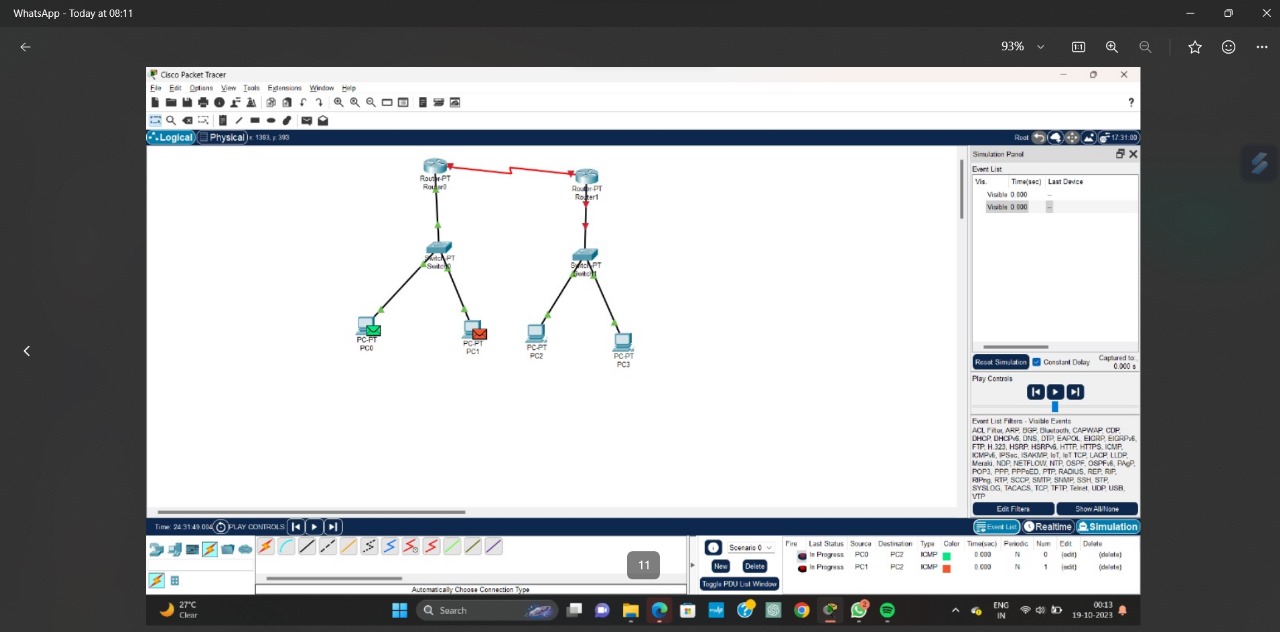 WhatsApp - Today at 08:11
93%
Cisco Packet Tracer
File Edit Options View Tools Extensions Window Help
?
Logical Physical x: 1393, y: 393
Root 17:31:00
Simulation Panel
Event List
Vis. Time(sec) Last Device
Visible 0.000 --
Visible 0.000 --
Router-PT
Router0
Router-PT
Router1
Switch-PT
Switch0
Switch-PT
Switch1
PC-PT
PC0
PC-PT
PC1
PC-PT
PC2
PC-PT
PC3
Reset Simulation Constant Delay Captured to:
0.000 s
Play Controls
Event List Filters - Visible Events
ACL Filter, ARP, BGP, Bluetooth, CAPWAP, CDP,
DHCP, DHCPv6, DNS, DTP, EAPOL, EIGRP, EIGRPv6,
FTP, H.323, HSRP, HSRPv6, HTTP, HTTPS, ICMP,
ICMPv6, IPSec, ISAKMP, IoT, IoT TCP, LACP, LLDP,
Meraki, NDP, NETFLOW, NTP, OSPF, OSPFv6, PAgP,
POP3, PPP, PPPoED, PTP, RADIUS, REP, RIP,
RIPng, RTP, SCCP, SMTP, SNMP, SSH, STP,
SYSLOG, TACACS, TCP, TFTP, Telnet, UDP, USB,
VTP
Edit Filters Show All/None
Time: 24:31:49.004 PLAY CONTROLS
Event List Realtime Simulation
11
Automatically Choose Connection Type
Scenario 0
New Delete
Toggle PDU List Window
Fire Last Status Source Destination Type Color Time(sec) Periodic Num Edit Delete
In Progress PC0 PC2 ICMP 0.000 N 0 (edit) (delete)
In Progress PC1 PC2 ICMP 0.000 N 1 (edit) (delete)
27°C
Clear
Search
ENG
IN
00:13
19-10-2023